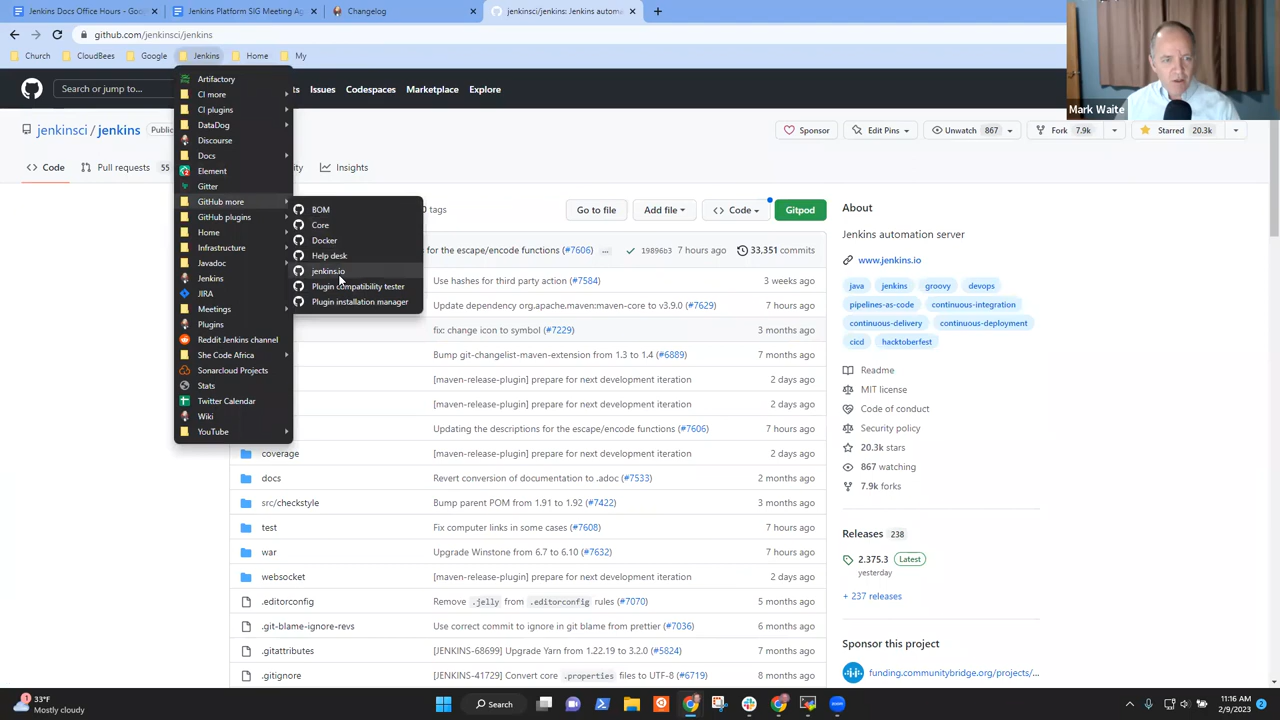 Jenkins Docs Office Hours - Goo
Jenkins Platform SIG Meeting Ag
Changelog
jenkinsci/jenkins: Jenkins autom
github.com/jenkinsci/jenkins
Church
CloudBees
Google
Jenkins
Home
My
Search or jump to...
ts
Issues
Codespaces
Marketplace
Explore
Mark Waite
jenkinsci / jenkins
Public
Sponsor
Edit Pins
Unwatch 867
Fork 7.9k
Starred 20.3k
Code
Pull requests 55
ity
Insights
Artifactory
CI more
CI plugins
DataDog
Discourse
Docs
Element
Gitter
GitHub more
GitHub plugins
Home
Infrastructure
Javadoc
Jenkins
JIRA
Meetings
Plugins
Reddit Jenkins channel
She Code Africa
Sonarcloud Projects
Stats
Twitter Calendar
Wiki
YouTube
BOM
Core
Docker
Help desk
jenkins.io
Plugin compatibility tester
Plugin installation manager
0 tags
Go to file
Add file
Code
Gitpod
for the escape/encode functions (#7606) ...
7 hours ago
33,351 commits
Use hashes for third party action (#7584)
3 weeks ago
Update dependency org.apache.maven:maven-core to v3.9.0 (#7629)
7 hours ago
fix: change icon to symbol (#7229)
3 months ago
Bump git-changelist-maven-extension from 1.3 to 1.4 (#6889)
7 months ago
[maven-release-plugin] prepare for next development iteration
2 days ago
[maven-release-plugin] prepare for next development iteration
2 days ago
Updating the descriptions for the escape/encode functions (#7606)
7 hours ago
coverage
[maven-release-plugin] prepare for next development iteration
2 days ago
docs
Revert conversion of documentation to .adoc (#7533)
2 months ago
src/checkstyle
Bump parent POM from 1.91 to 1.92 (#7422)
3 months ago
test
Fix computer links in some cases (#7608)
7 hours ago
war
Upgrade Winstone from 6.7 to 6.10 (#7632)
7 hours ago
websocket
[maven-release-plugin] prepare for next development iteration
2 days ago
.editorconfig
Remove .jelly from .editorconfig rules (#7070)
5 months ago
.git-blame-ignore-revs
Use correct commit to ignore in git blame from prettier (#7036)
6 months ago
.gitattributes
[JENKINS-68699] Upgrade Yarn from 1.22.19 to 3.2.0 (#5824)
7 months ago
.gitignore
[JENKINS-41729] Convert core .properties files to UTF-8 (#6719)
8 months ago
About
Jenkins automation server
www.jenkins.io
java
jenkins
groovy
devops
pipelines-as-code
continuous-integration
continuous-delivery
continuous-deployment
cicd
hacktoberfest
Readme
MIT license
Code of conduct
Security policy
20.3k stars
867 watching
7.9k forks
Releases 238
2.375.3 Latest
yesterday
+ 237 releases
Sponsor this project
funding.communitybridge.org/projects/...
33°F
Mostly cloudy
Search
11:16 AM
2/9/2023